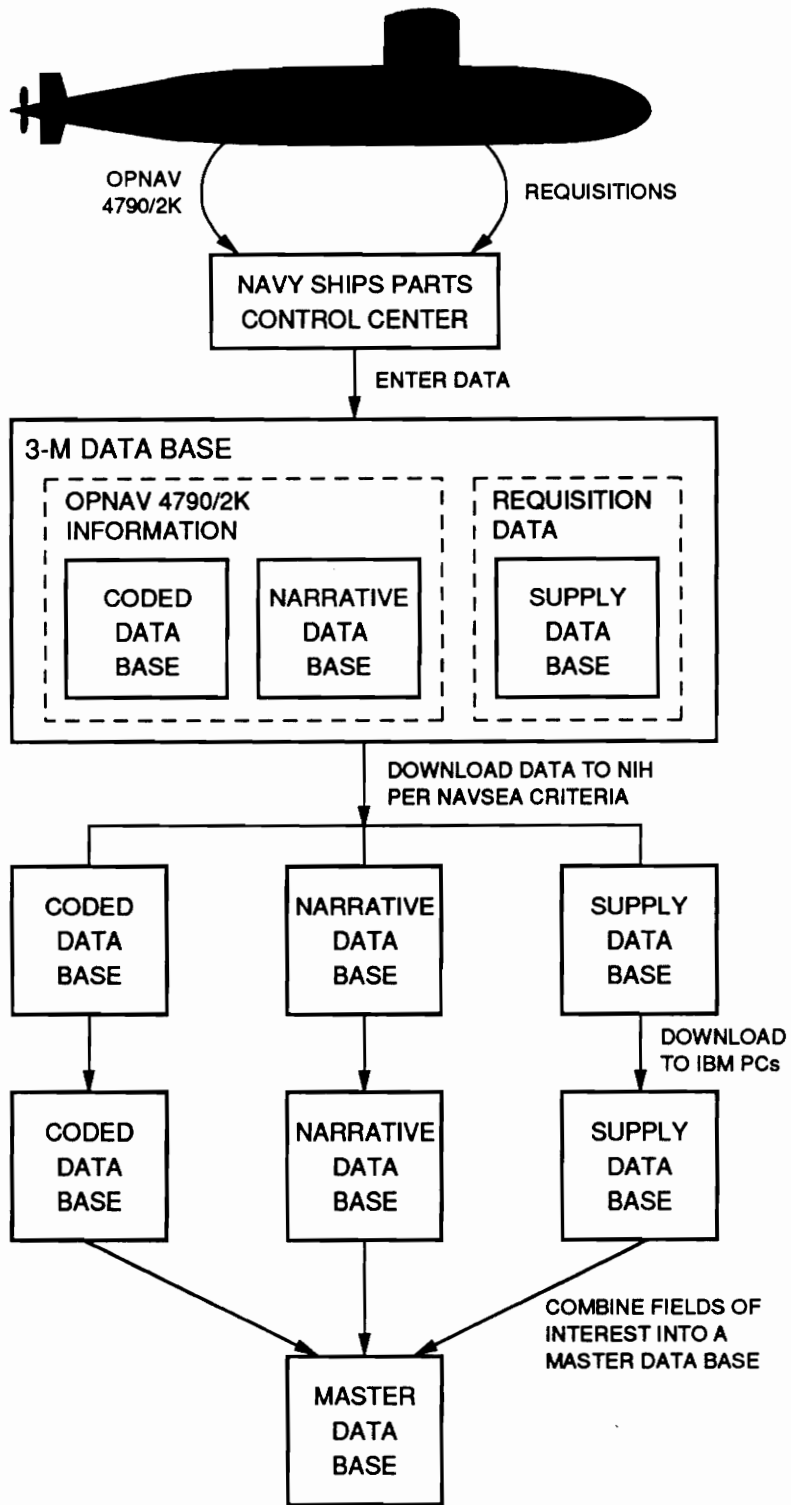 OPNAV
4790/2K
REQUISITIONS
NAVY SHIPS PARTS
CONTROL CENTER
ENTER DATA
3-M DATA BASE
OPNAV 4790/2K
INFORMATION
REQUISITION
DATA
CODED
DATA
BASE
NARRATIVE
DATA
BASE
SUPPLY
DATA
BASE
DOWNLOAD DATA TO NIH
PER NAVSEA CRITERIA
CODED
DATA
BASE
NARRATIVE
DATA
BASE
SUPPLY
DATA
BASE
DOWNLOAD
TO IBM PCs
CODED
DATA
BASE
NARRATIVE
DATA
BASE
SUPPLY
DATA
BASE
COMBINE FIELDS OF
INTEREST INTO A
MASTER DATA BASE
MASTER
DATA
BASE